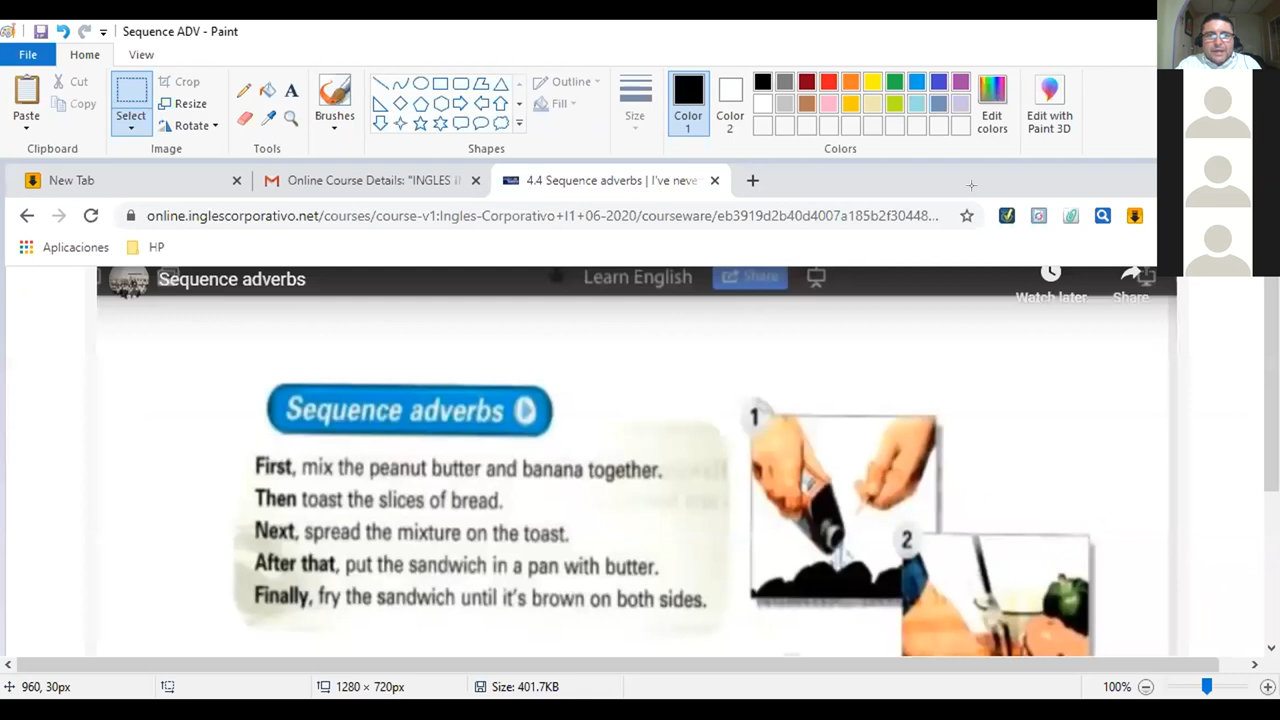 Sequence ADV - Paint
File Home View
Paste Cut Copy Select Crop Resize Rotate A Brushes Outline Fill Size Color 1 Color 2 Edit colors Edit with Paint 3D
Clipboard Image Tools Shapes Colors
New Tab Online Course Details: "INGLES 4.4 Sequence adverbs | I've neve
online.inglescorporativo.net/courses/course-v1:Ingles-Corporativo+I1+06-2020/courseware/eb3919d2b40d4007a185b2f30448...
Aplicaciones HP
Sequence adverbs Learn English Share Watch later Share
Sequence adverbs
First, mix the peanut butter and banana together.
Then toast the slices of bread.
Next, spread the mixture on the toast.
After that, put the sandwich in a pan with butter.
Finally, fry the sandwich until it's brown on both sides.
1
2
960, 30px 1280 × 720px Size: 401.7KB 100%